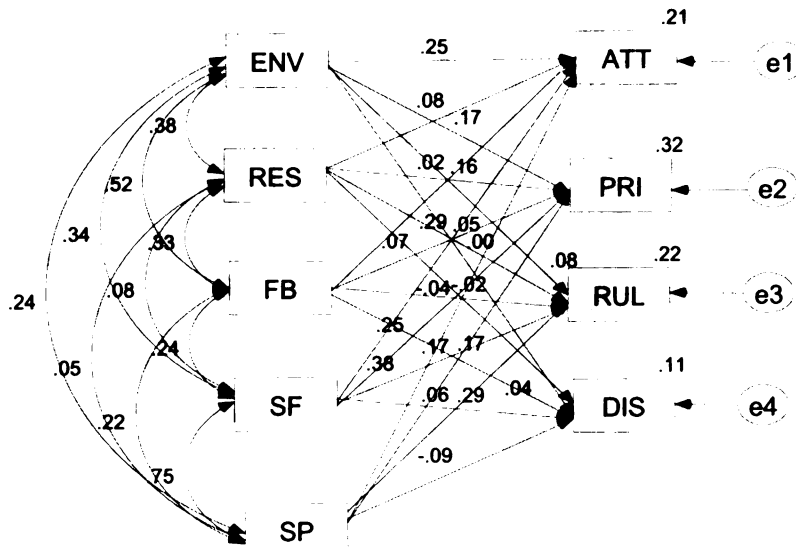 .21
ENV .25 ATT e1
.38 .08 .17
.32
RES .02 .16 PRI e2
.52
.34 .33 .07 .29 .05 .00 .08 .22
.24 .08 FB -.04 -.02 RUL e3
.25
.24 .38 .17 .17
.05 .11
SF .06 .29 .04 DIS e4
.22
-.09
.75
SP